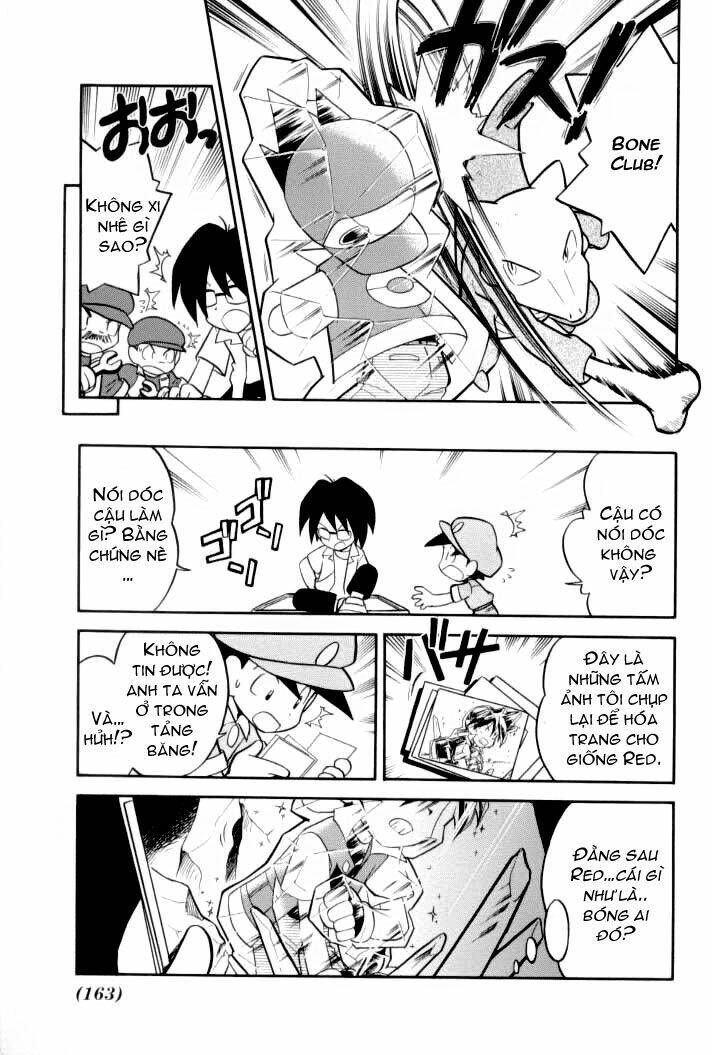 BONE
CLUB!
ガス!
おおっ
KHÔNG XI
NHÊ GÌ
SAO?
CẬU CÓ
NÓI DÓC
KHÔNG
VẬY?
ゴソゴソ
NÓI DÓC
CẬU LÀM
GÌ? BẰNG
CHỨNG NÈ
...
ĐÂY LÀ
NHỮNG TẤM
ẢNH TÔI CHỤP
LẠI ĐỂ HÓA
TRANG CHO
GIỐNG RED.
バサ
KHÔNG
TIN ĐƯỢC!
ANH TA VẪN
Ở TRONG
TẢNG
BĂNG!
VÀ...
HỬH!?
ĐẰNG SAU
RED...CÁI GÌ
NHƯ LÀ..
BÓNG AI
ĐÓ?
(163)